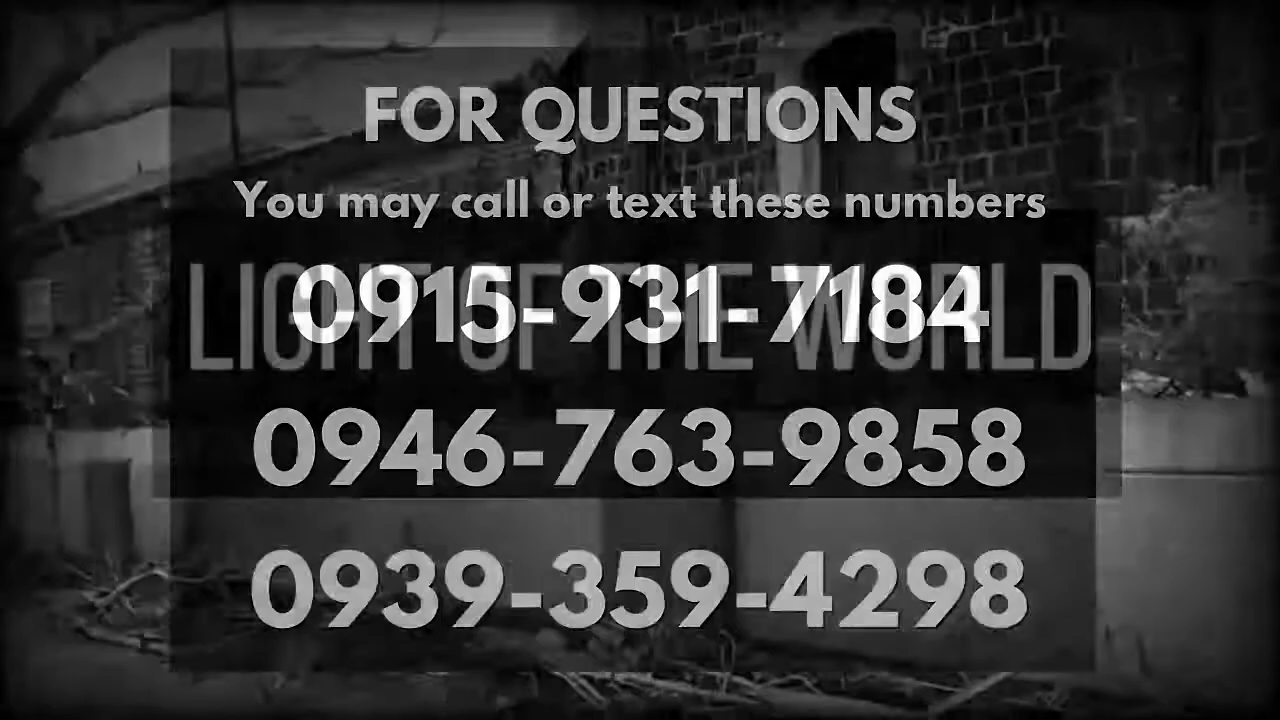 FOR QUESTIONS
You may call or text these numbers
0915-931-7184
LIGHT OF THE WORLD
0946-763-9858
0939-359-4298